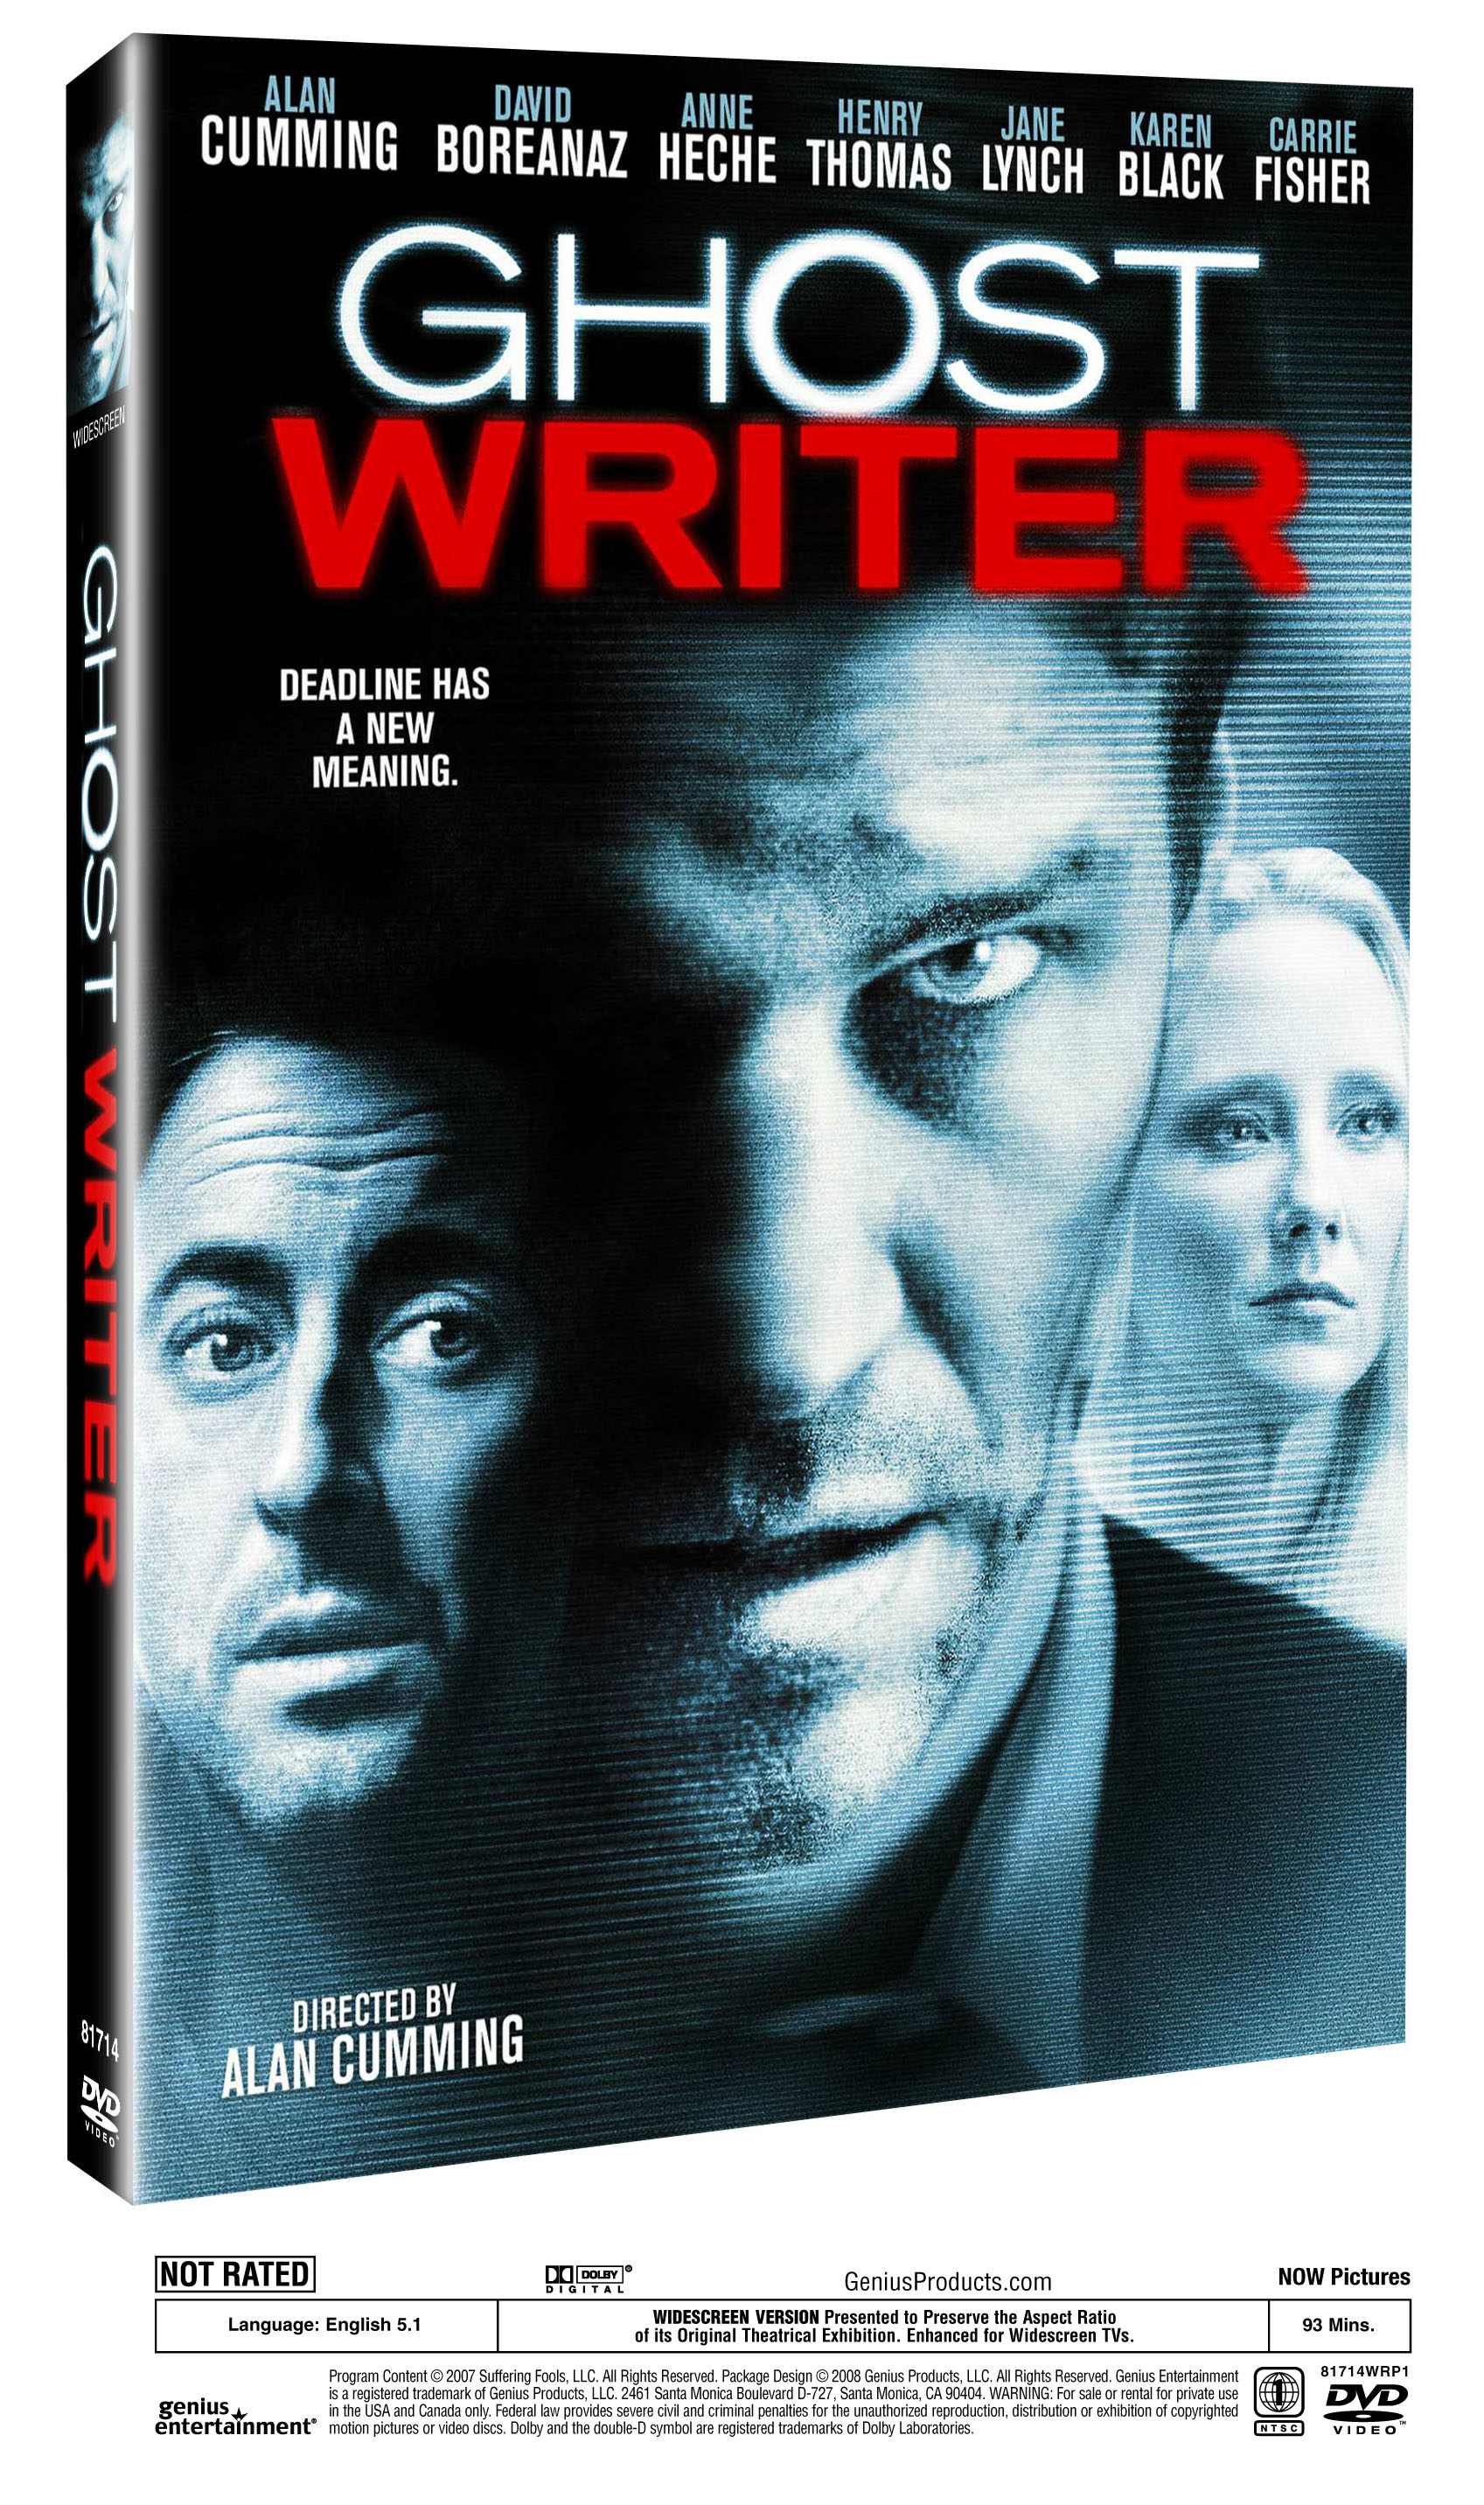 ALAN CUMMING
DAVID BOREANAZ
ANNE HECHE
HENRY THOMAS
JANE LYNCH
KAREN BLACK
CARRIE FISHER
GHOST
WRITER
DEADLINE HAS
A NEW
MEANING.
DIRECTED BY
ALAN CUMMING
WIDESCREEN
GHOST WRITER
81714
DVD
VIDEO™
NOT RATED
DOLBY®
DIGITAL
GeniusProducts.com
NOW Pictures
Language: English 5.1
WIDESCREEN VERSION Presented to Preserve the Aspect Ratio
of its Original Theatrical Exhibition. Enhanced for Widescreen TVs.
93 Mins.
genius
entertainment®
Program Content © 2007 Suffering Fools, LLC. All Rights Reserved. Package Design © 2008 Genius Products, LLC. All Rights Reserved. Genius Entertainment
is a registered trademark of Genius Products, LLC. 2461 Santa Monica Boulevard D-727, Santa Monica, CA 90404. WARNING: For sale or rental for private use
in the USA and Canada only. Federal law provides severe civil and criminal penalties for the unauthorized reproduction, distribution or exhibition of copyrighted
motion pictures or video discs. Dolby and the double-D symbol are registered trademarks of Dolby Laboratories.
1
NTSC
81714WRP1
DVD
VIDEO™